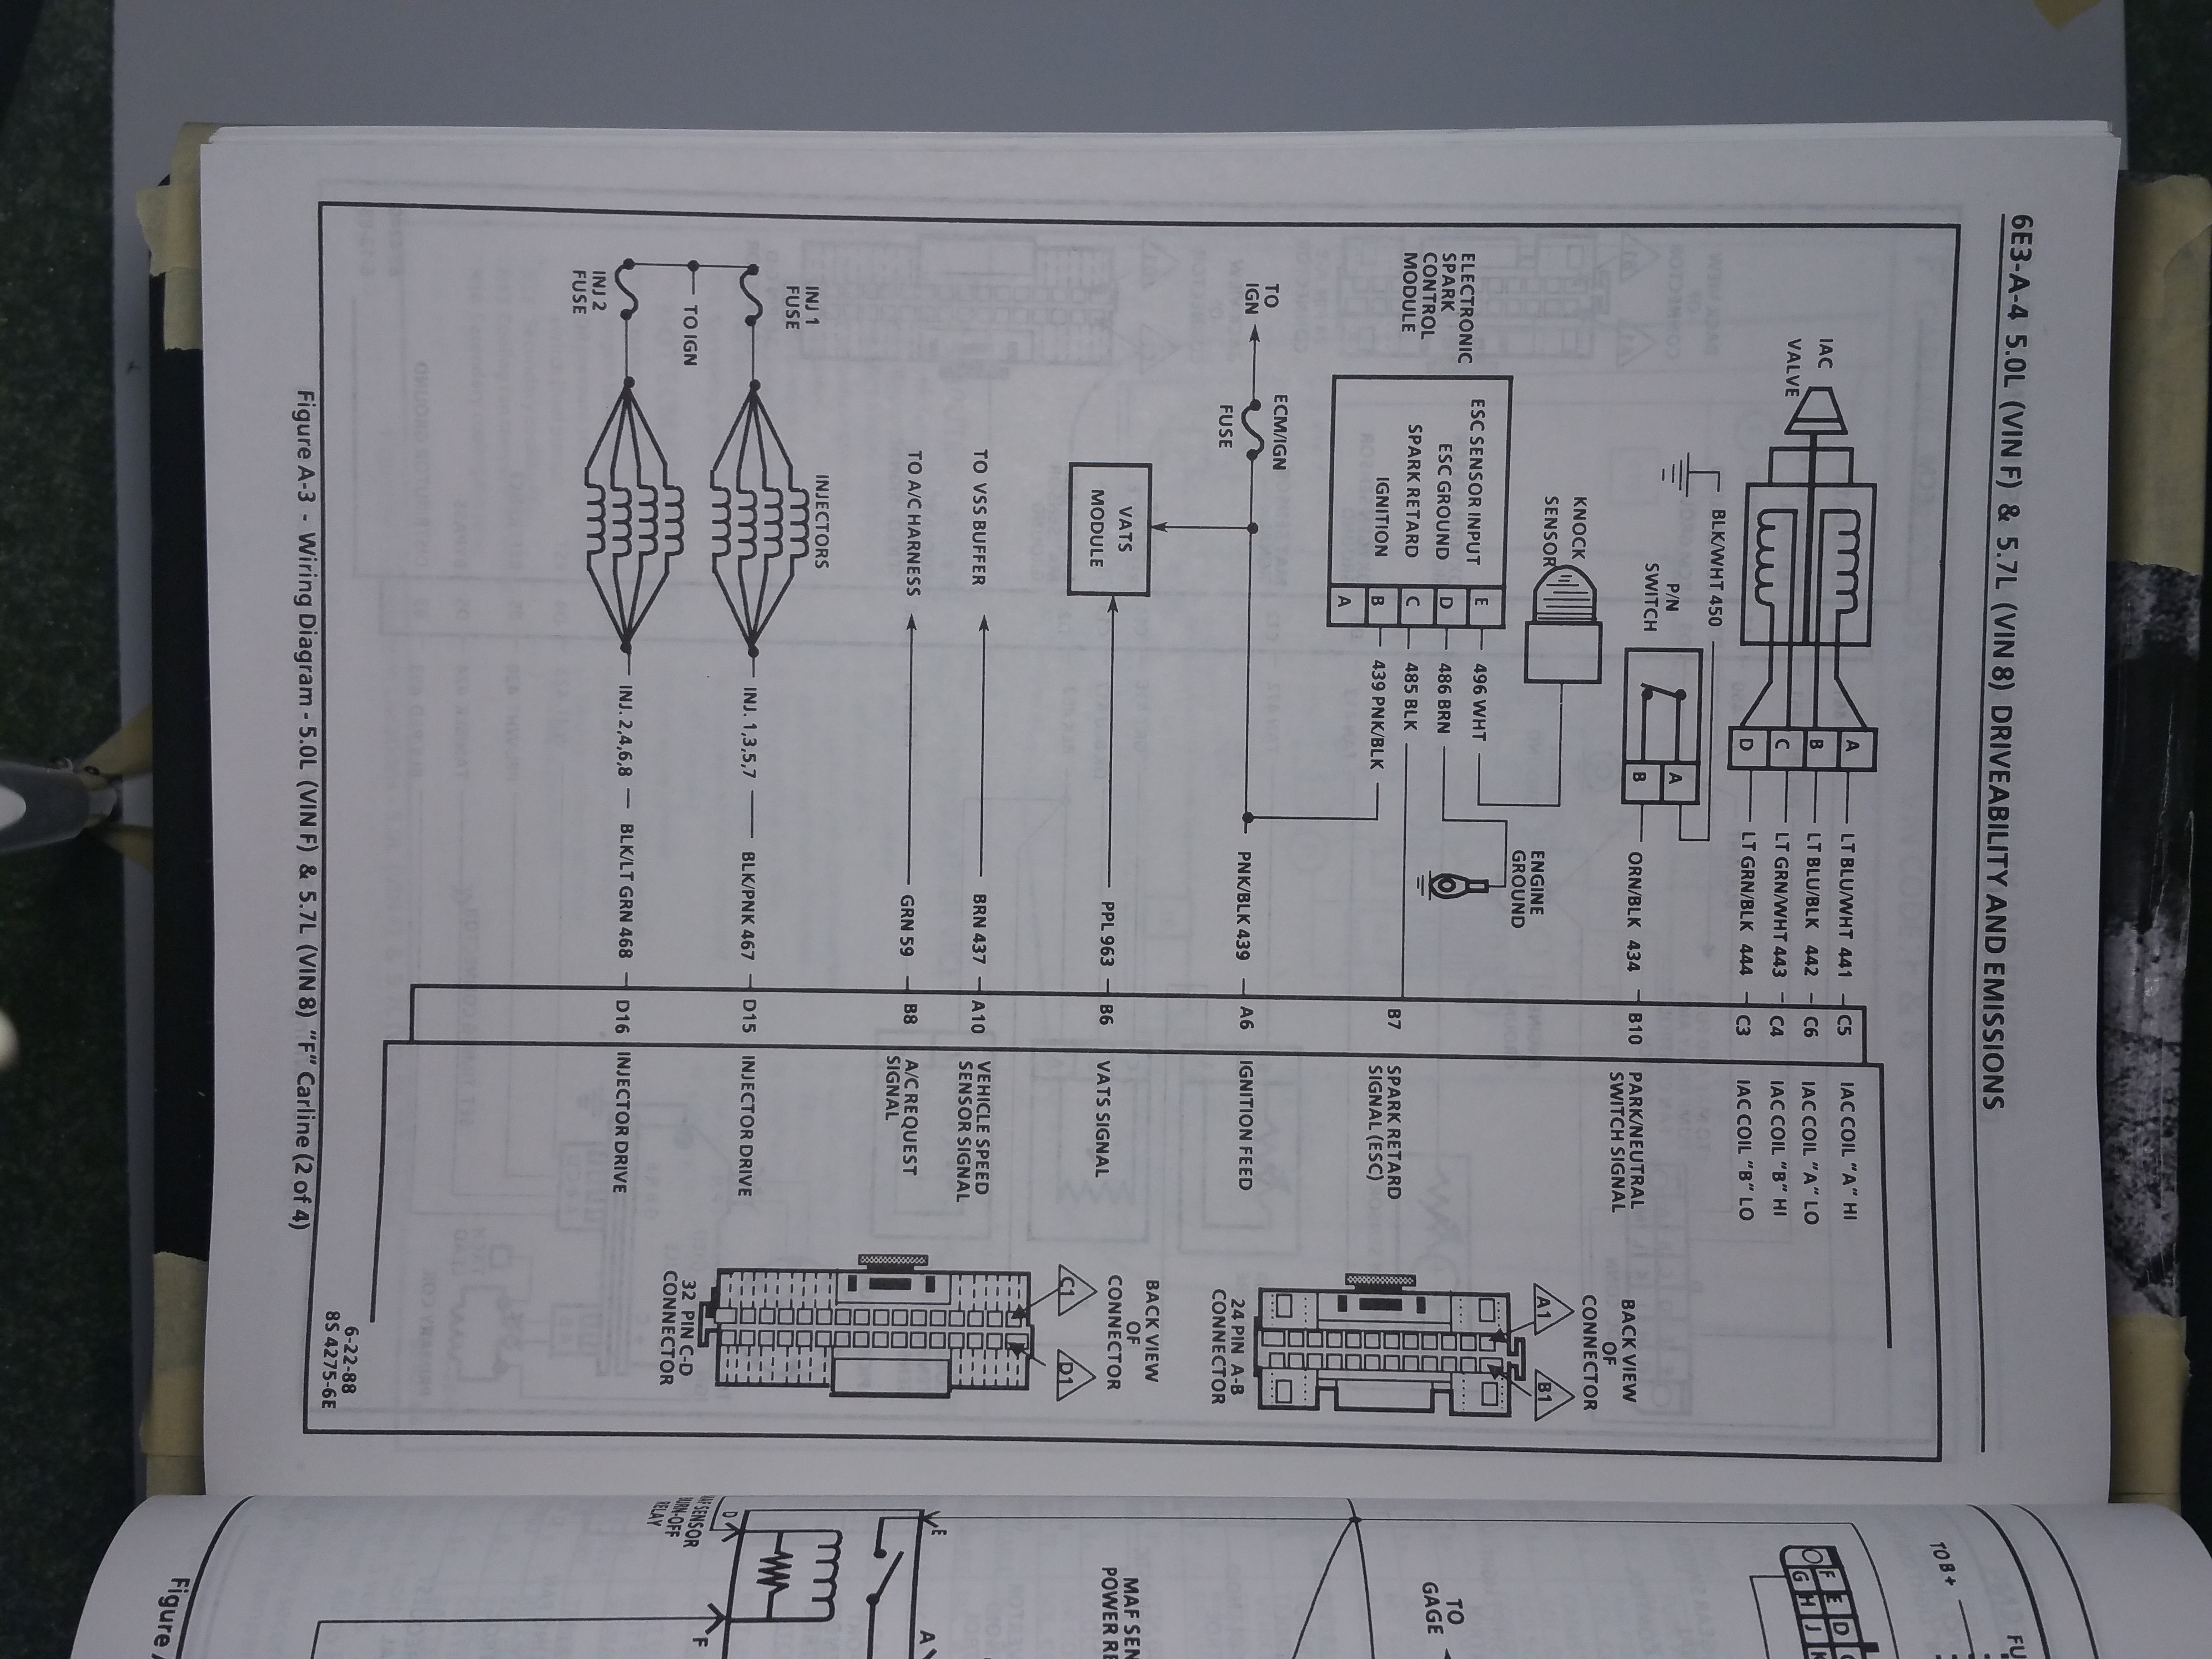 6E3-A-4 5.0L (VIN F) & 5.7L (VIN 8) DRIVEABILITY AND EMISSIONS
IAC
VALVE
A
B
C
D
LT BLU/WHT 441
LT BLU/BLK 442
LT GRN/WHT 443
LT GRN/BLK 444
C5
C6
C4
C3
IAC COIL "A" HI
IAC COIL "A" LO
IAC COIL "B" HI
IAC COIL "B" LO
BLK/WHT 450
P/N
SWITCH
A
B
ORN/BLK 434
B10
PARK/NEUTRAL
SWITCH SIGNAL
KNOCK
SENSOR
ENGINE
GROUND
ELECTRONIC
SPARK
CONTROL
MODULE
ESC SENSOR INPUT
ESC GROUND
SPARK RETARD
IGNITION
E
D
C
B
A
496 WHT
486 BRN
485 BLK
439 PNK/BLK
B7
SPARK RETARD
SIGNAL (ESC)
TO
IGN
ECM/IGN
FUSE
PNK/BLK 439
A6
IGNITION FEED
VATS
MODULE
PPL 963
B6
VATS SIGNAL
TO VSS BUFFER
BRN 437
A10
VEHICLE SPEED
SENSOR SIGNAL
TO A/C HARNESS
GRN 59
B8
A/C REQUEST
SIGNAL
INJ 1
FUSE
TO IGN
INJ 2
FUSE
INJECTORS
INJ. 1,3,5,7
BLK/PNK 467
D15
INJECTOR DRIVE
INJ. 2,4,6,8
BLK/LT GRN 468
D16
INJECTOR DRIVE
BACK VIEW
OF
CONNECTOR
A1
B1
24 PIN A-B
CONNECTOR
BACK VIEW
OF
CONNECTOR
C1
D1
32 PIN C-D
CONNECTOR
6-22-88
8S 4275-6E
Figure A-3 - Wiring Diagram - 5.0L (VIN F) & 5.7L (VIN 8) "F" Carline (2 of 4)
TO B+
FU
F
E
D
G
H
J
K
TO
GAGE
MAF SEN
POWER RE
E
A
D
F
SENSOR
RELAY
Figure